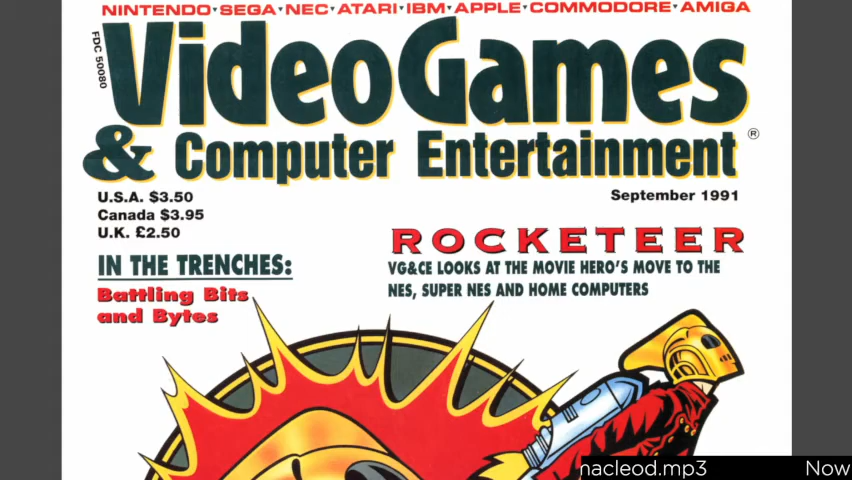 NINTENDO▾SEGA▾NEC▾ATARI▾IBM▾APPLE▾COMMODORE▾AMIGA
FDC 50080
VideoGames
& Computer Entertainment®
U.S.A. $3.50
Canada $3.95
U.K. £2.50
September 1991
ROCKETEER
VG&CE LOOKS AT THE MOVIE HERO'S MOVE TO THE
NES, SUPER NES AND HOME COMPUTERS
IN THE TRENCHES:
Battling Bits
and Bytes
macleod.mp3 Now